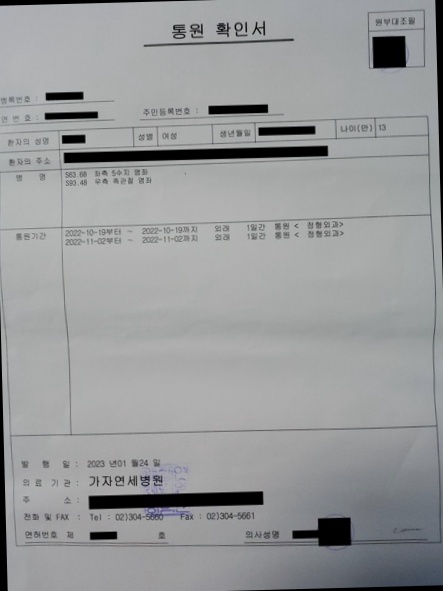 통원 확인서
원부대조필
병록번호 :
연 번 호 :
주민등록번호 :
환자의 성명 성별 여성 생년월일 나이(만) 13
환자의 주소
병 명 S63.68 좌측 5수지 염좌
S93.48 우측 족관절 염좌
통원기간 2022-10-19부터 ~ 2022-10-19까지 외래 1일간 통원 < 정형외과>
2022-11-02부터 ~ 2022-11-02까지 외래 1일간 통원 < 정형외과>
발 행 일 : 2023 년01 월24 일
의 료 기 관 : 가자연세병원
주 소 :
전화 및 FAX : Tel : 02)304-5660 Fax : 02)304-5661
면허번호 제 호 의사성명